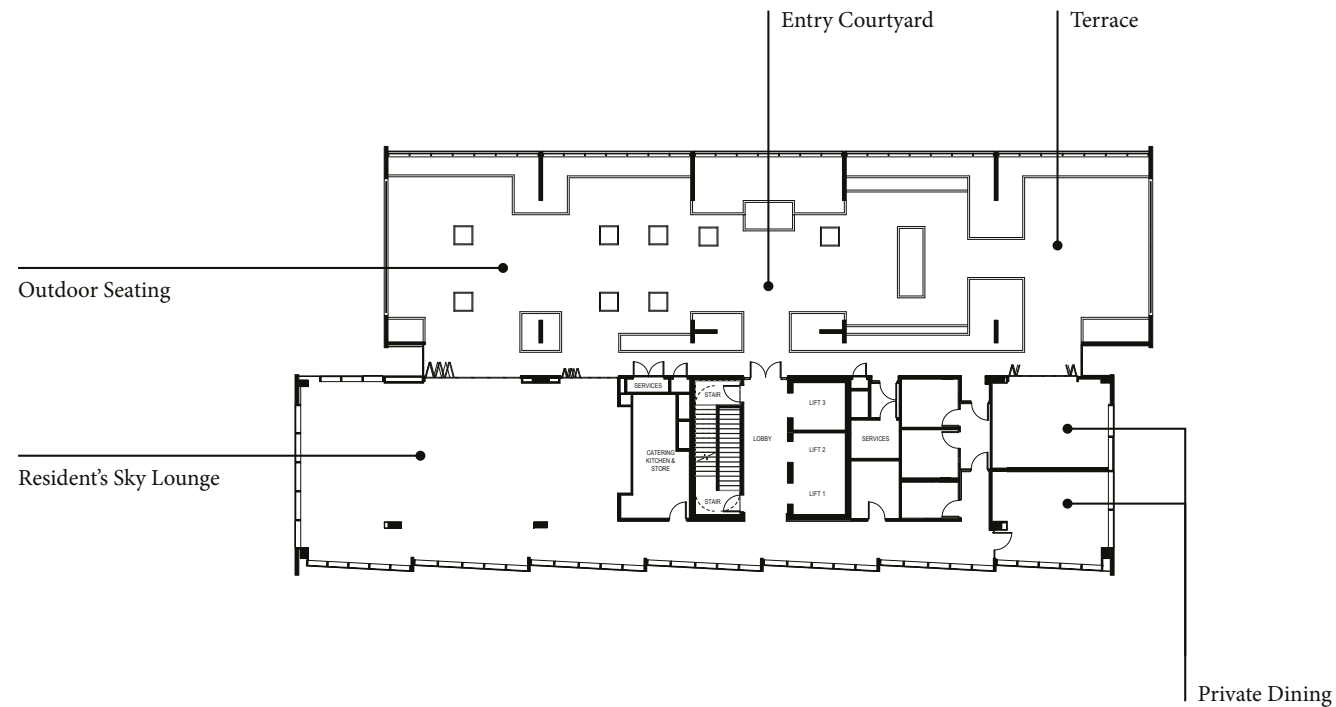 Entry Courtyard
Terrace
Outdoor Seating
SERVICES
STAIR
LIFT 3
LOBBY
SERVICES
LIFT 2
CATERING
KITCHEN &
STORE
Resident's Sky Lounge
LIFT 1
STAIR
Private Dining